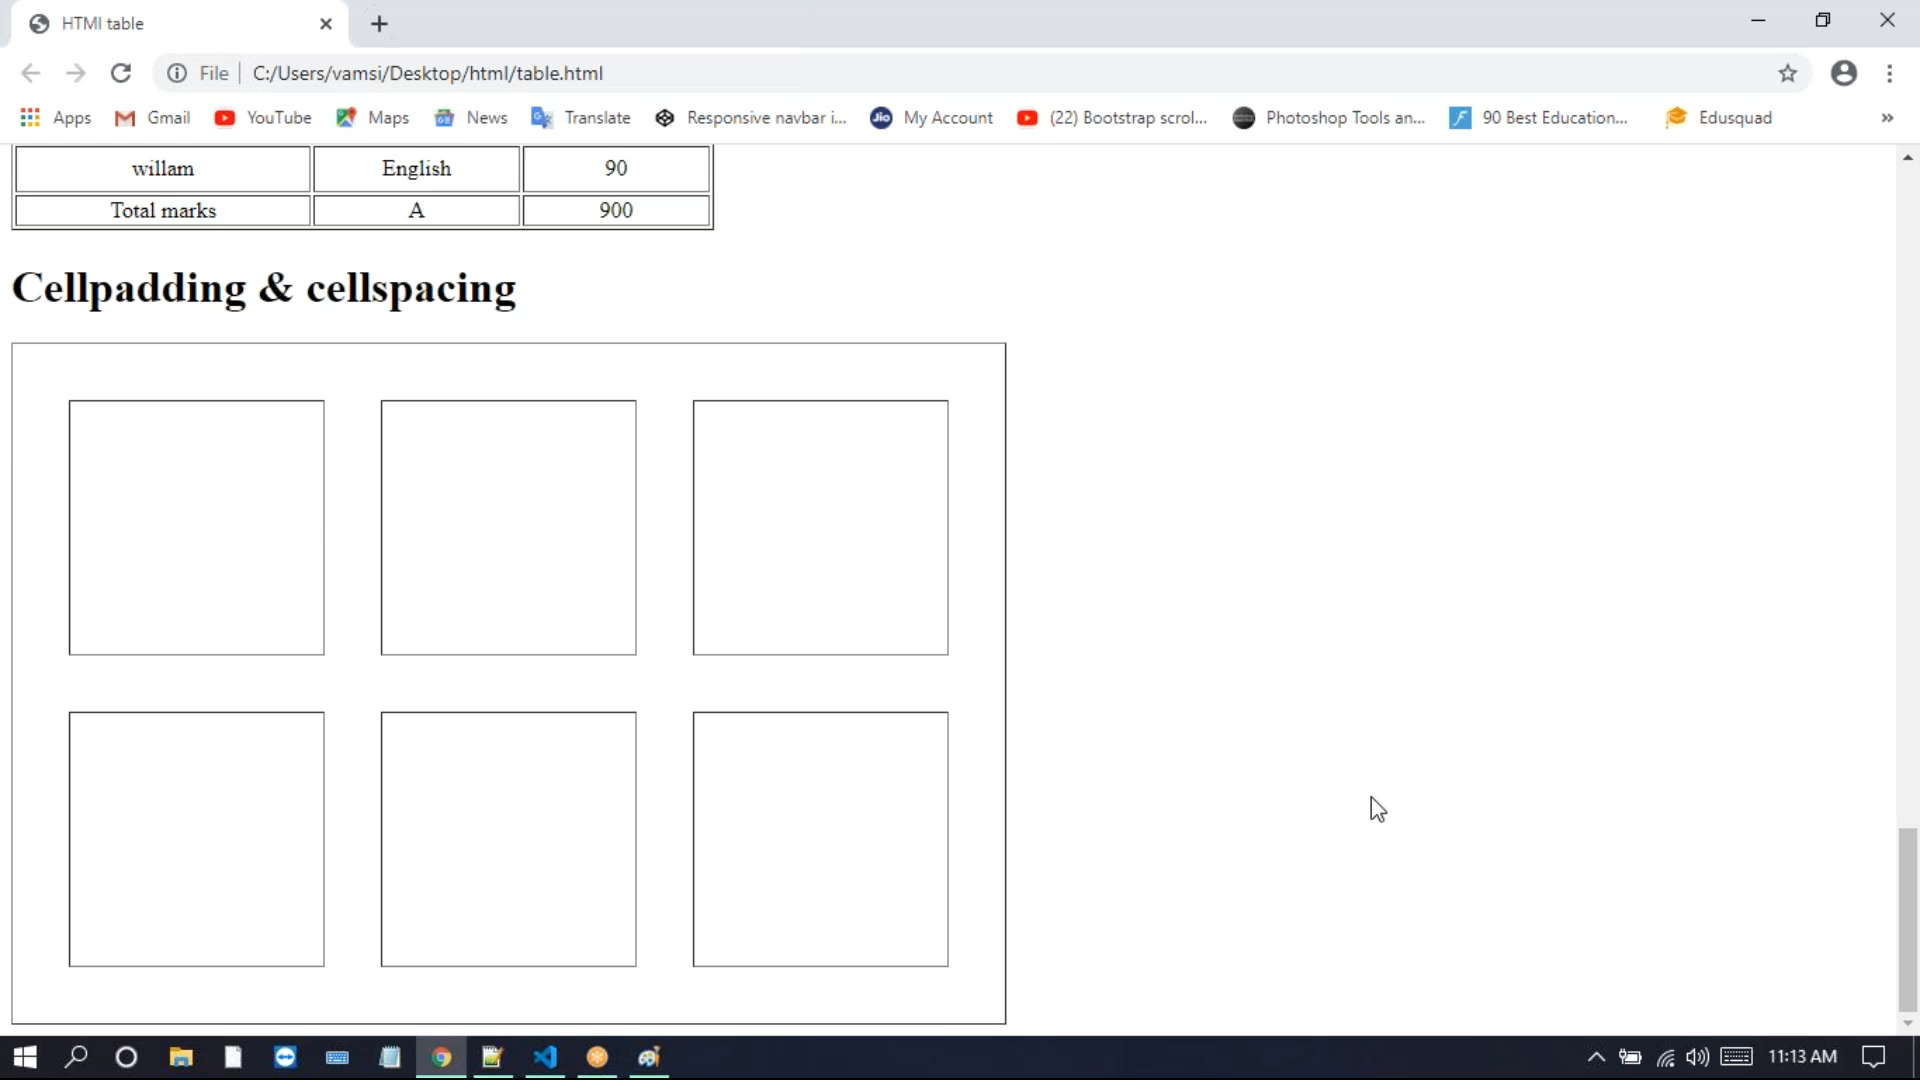 HTMl table
File C:/Users/vamsi/Desktop/html/table.html
Apps Gmail YouTube Maps News Translate Responsive navbar i... Jio My Account (22) Bootstrap scrol... Photoshop Tools an... 90 Best Education... Edusquad »
willam English 90
Total marks A 900
Cellpadding & cellspacing
11:13 AM